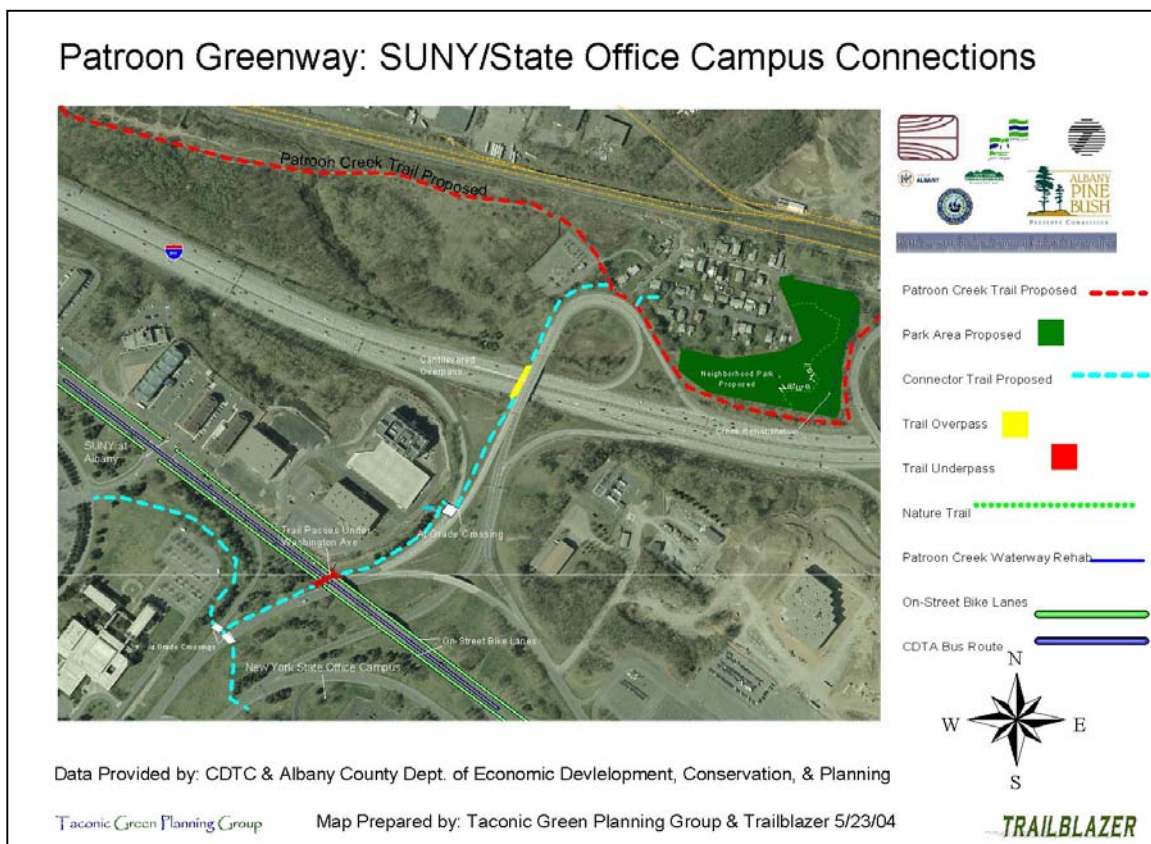 Patroon Greenway: SUNY/State Office Campus Connections
Patroon Creek Trail Proposed
Cantilevered
Overpass
Neighborhood Park
Proposed
Nature
Creek Rehabilitation
SUNY at
Albany
Trail Passes Under
Washington Ave
At Grade Crossing
at Grade Crossings
On-Street Bike Lanes
New York State Office Campus
ALBANY
ALBANY
PINE
BUSH
PRESERVE COMMISSION
Patroon Creek Trail Proposed
Park Area Proposed
Connector Trail Proposed
Trail Overpass
Trail Underpass
Nature Trail
Patroon Creek Waterway Rehab
On-Street Bike Lanes
CDTA Bus Route
N
W
E
S
Data Provided by: CDTC & Albany County Dept. of Economic Devlelopment, Conservation, & Planning
Taconic Green Planning Group
Map Prepared by: Taconic Green Planning Group & Trailblazer 5/23/04
TRAILBLAZER